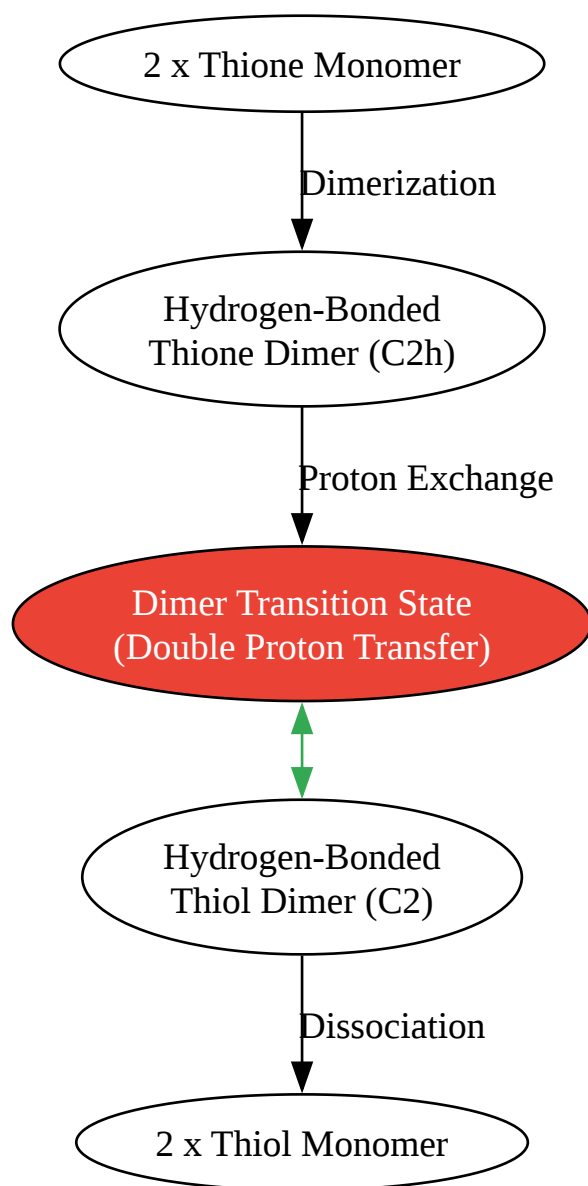 2 x Thione Monomer
Dimerization
Hydrogen-Bonded
Thione Dimer (C2h)
Proton Exchange
Dimer Transition State
(Double Proton Transfer)
Hydrogen-Bonded
Thiol Dimer (C2)
Dissociation
2 x Thiol Monomer